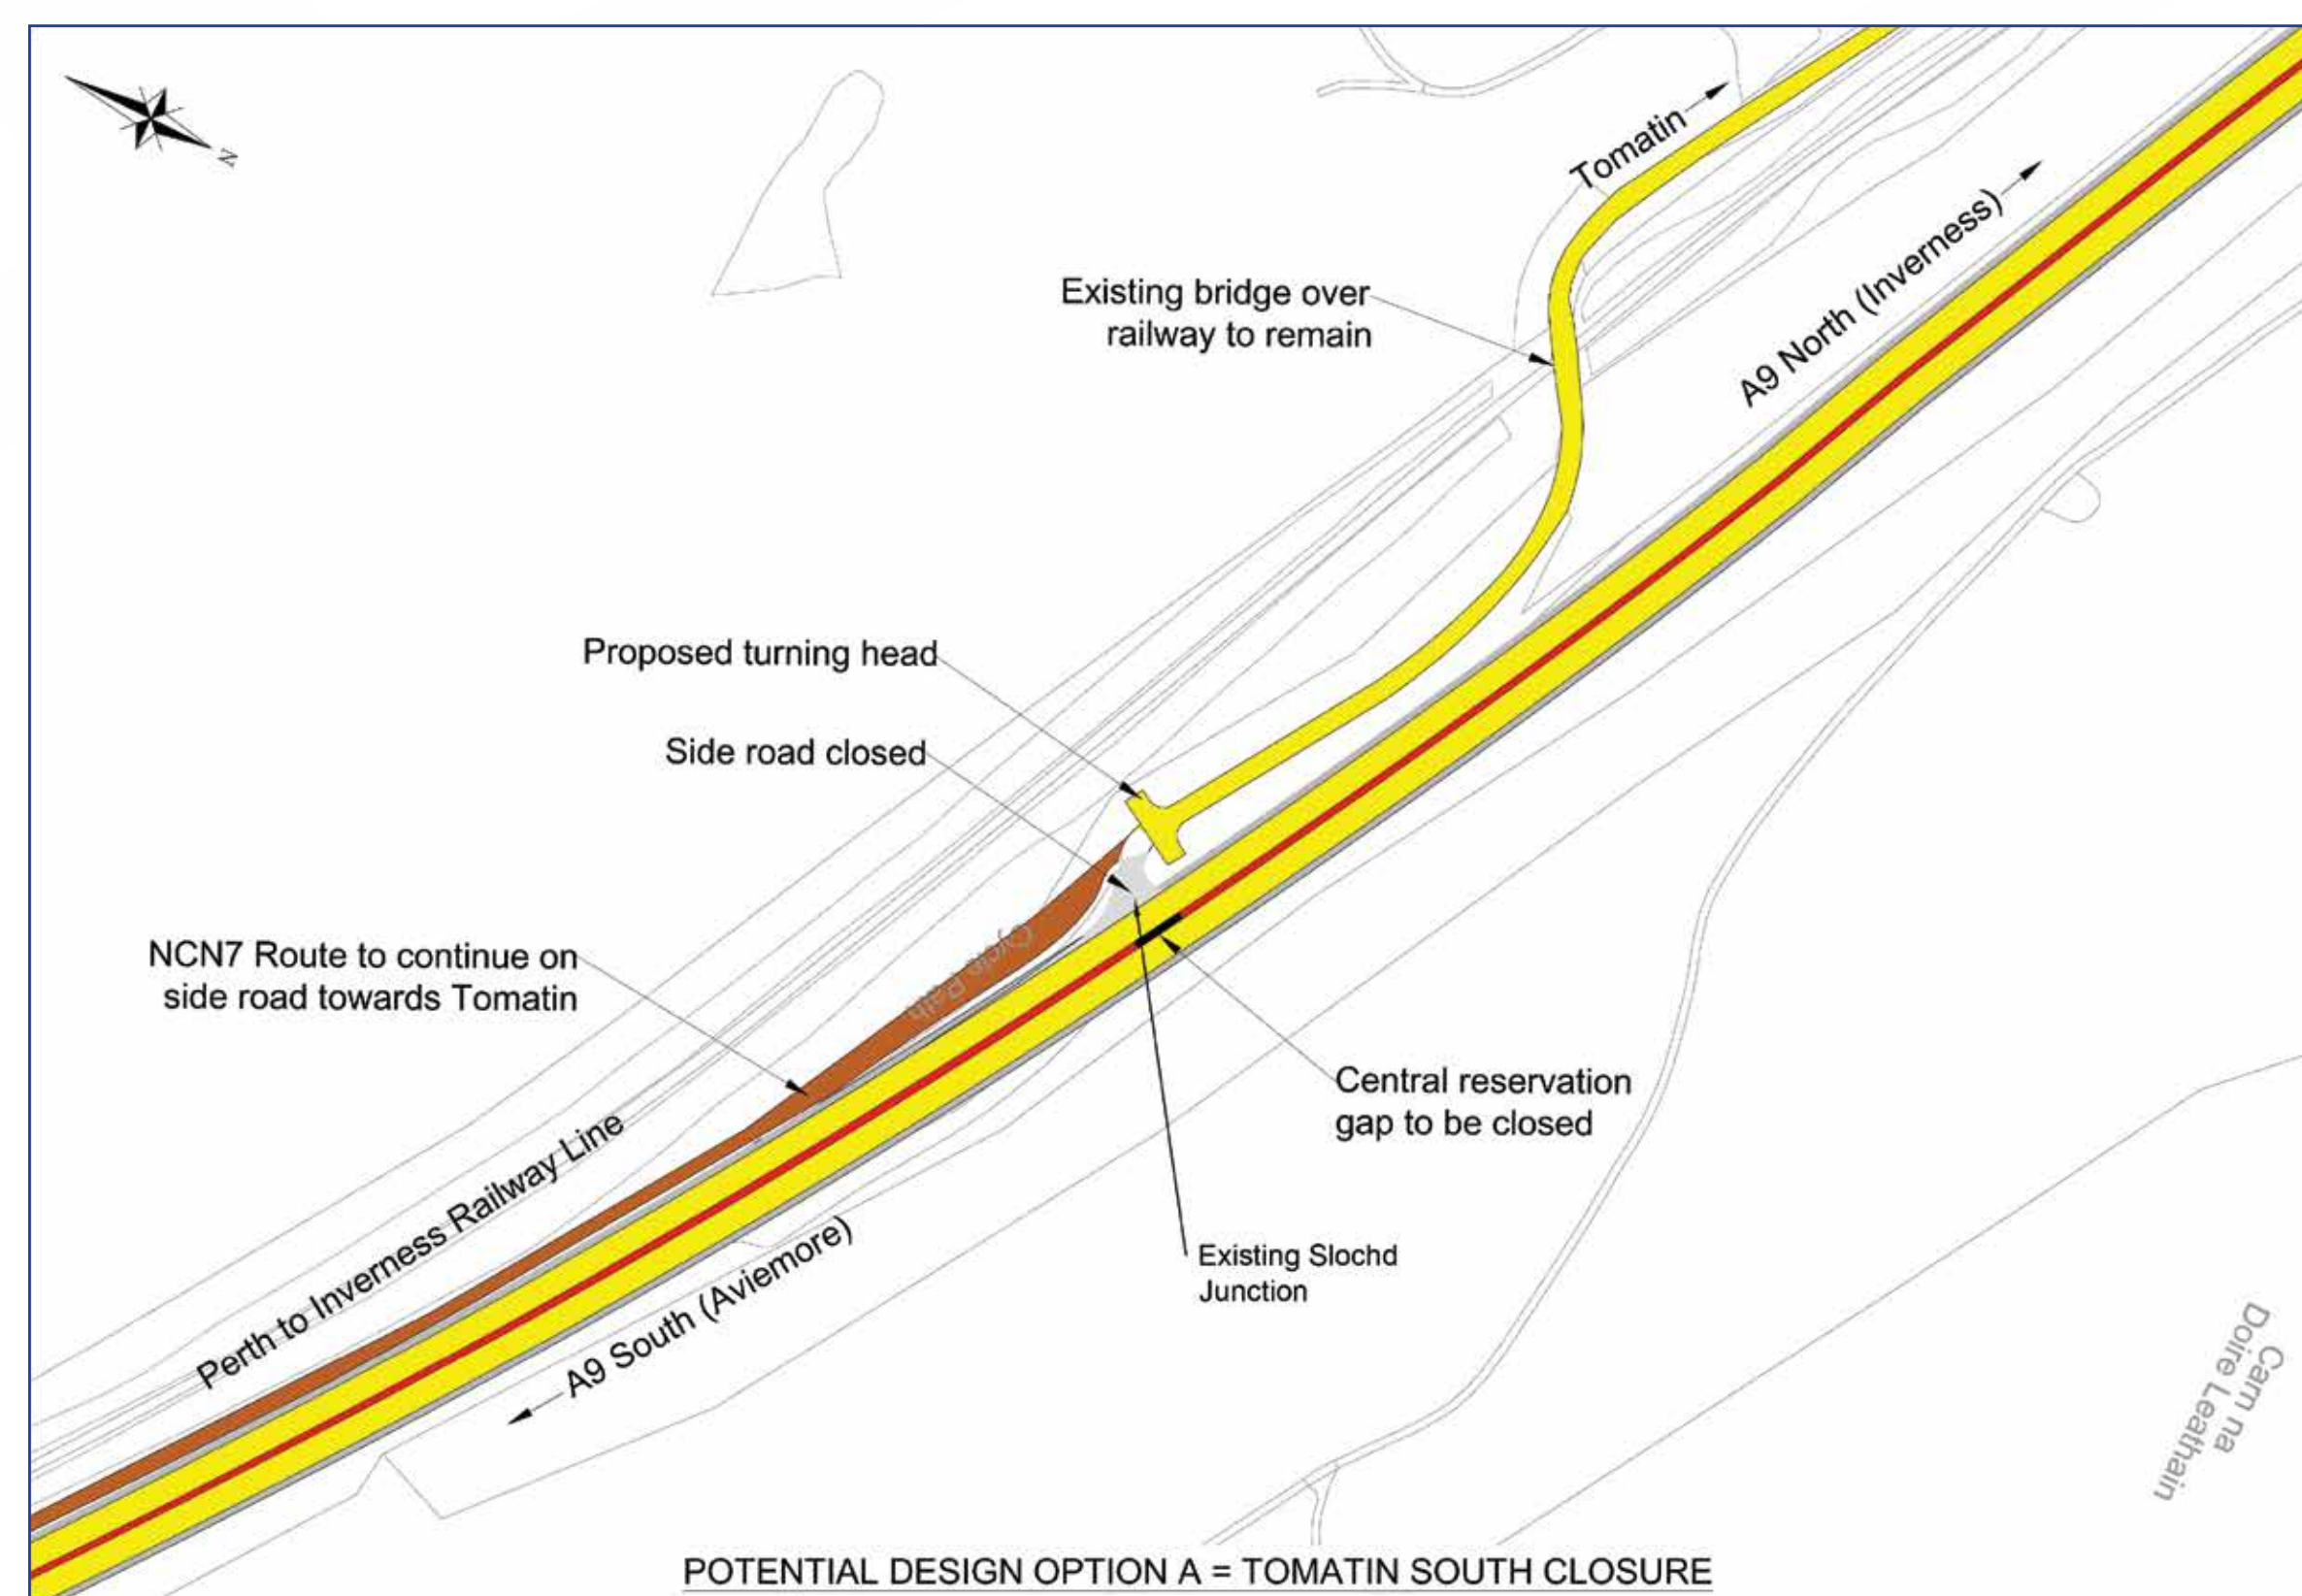 N
Tomatin
A9 North (Inverness)
Existing bridge over
railway to remain
Proposed turning head
Side road closed
Cycle Path
NCN7 Route to continue on
side road towards Tomatin
Central reservation
gap to be closed
Perth to Inverness Railway Line
A9 South (Aviemore)
Existing Slochd
Junction
Carn na
Doire Leathain
POTENTIAL DESIGN OPTION A = TOMATIN SOUTH CLOSURE